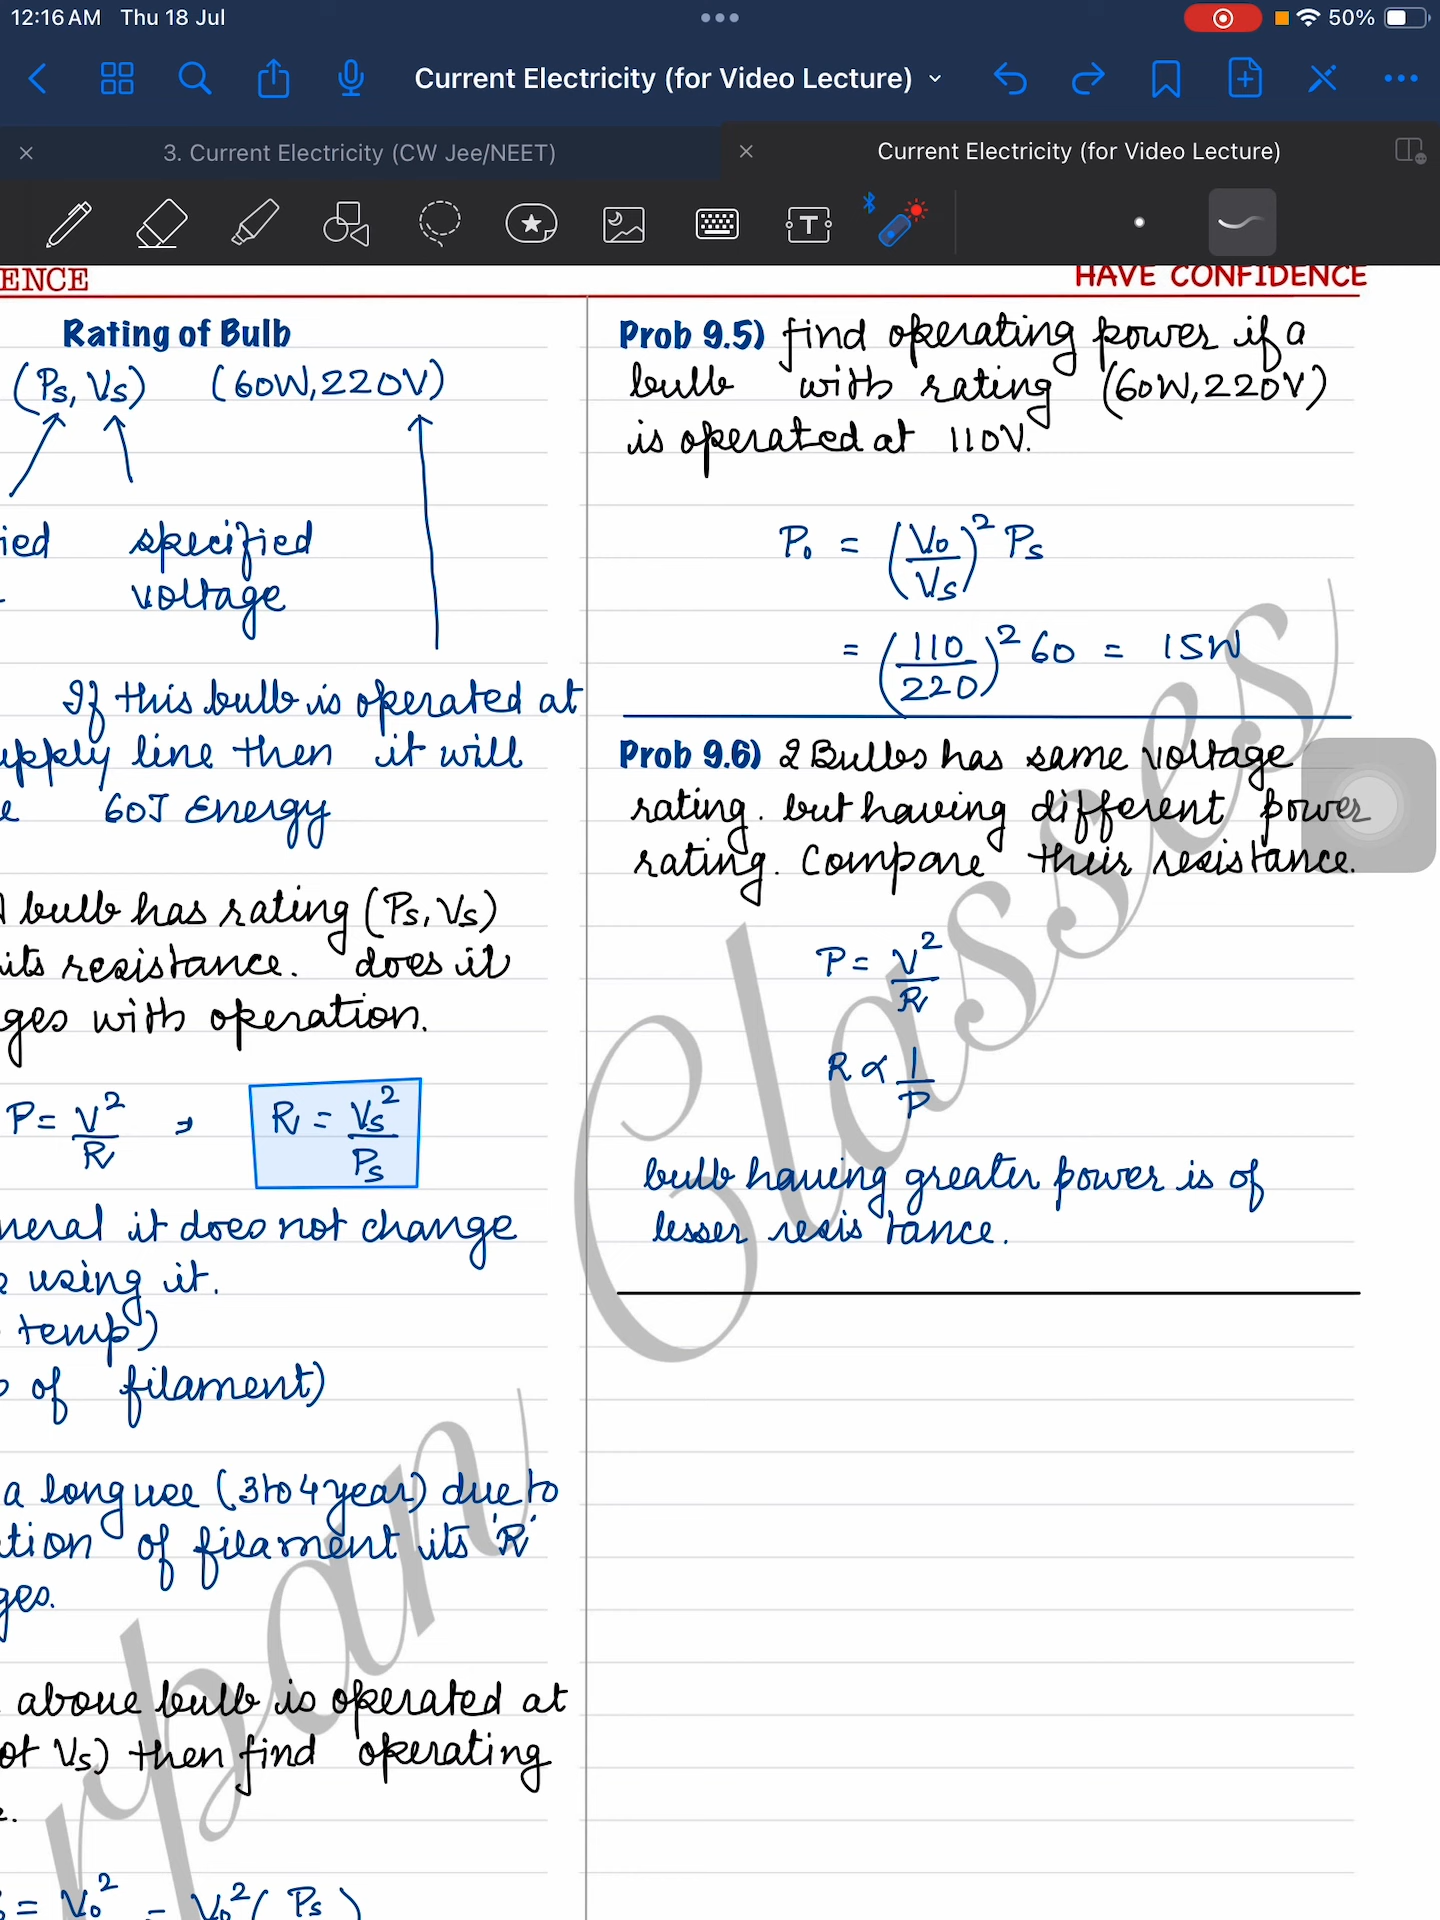 12:16 AM Thu 18 Jul
50%
Current Electricity (for Video Lecture)
3. Current Electricity (CW Jee/NEET)
Current Electricity (for Video Lecture)
T
ENCE
HAVE CONFIDENCE
Rating of Bulb
(Ps, Vs) (60W, 220V)
ied specified
voltage
If this bulb is operated at
upply line then it will
e 60J Energy
A bulb has rating (Ps, Vs)
its resistance. does it
ges with operation.
P = V²/R , R = Vs²/Ps
neral it does not change
e using it.
temp)
of filament)
a long use (3 to 4 year) due to
tion of filament its 'R'
ges.
above bulb is operated at
ot Vs) then find operating
= Vo² = Vo² ( Ps )
Prob 9.5) find operating power if a
bulb with rating (60W, 220V)
is operated at 110V.
Po = (Vo/Vs)² Ps
= (110/220)² 60 = 15W
Prob 9.6) 2 Bulbs has same voltage
rating. but having different power
rating. Compare their resistance.
P = V²/R
R ∝ 1/P
bulb having greater power is of
lesser resistance.
Classes
rpan